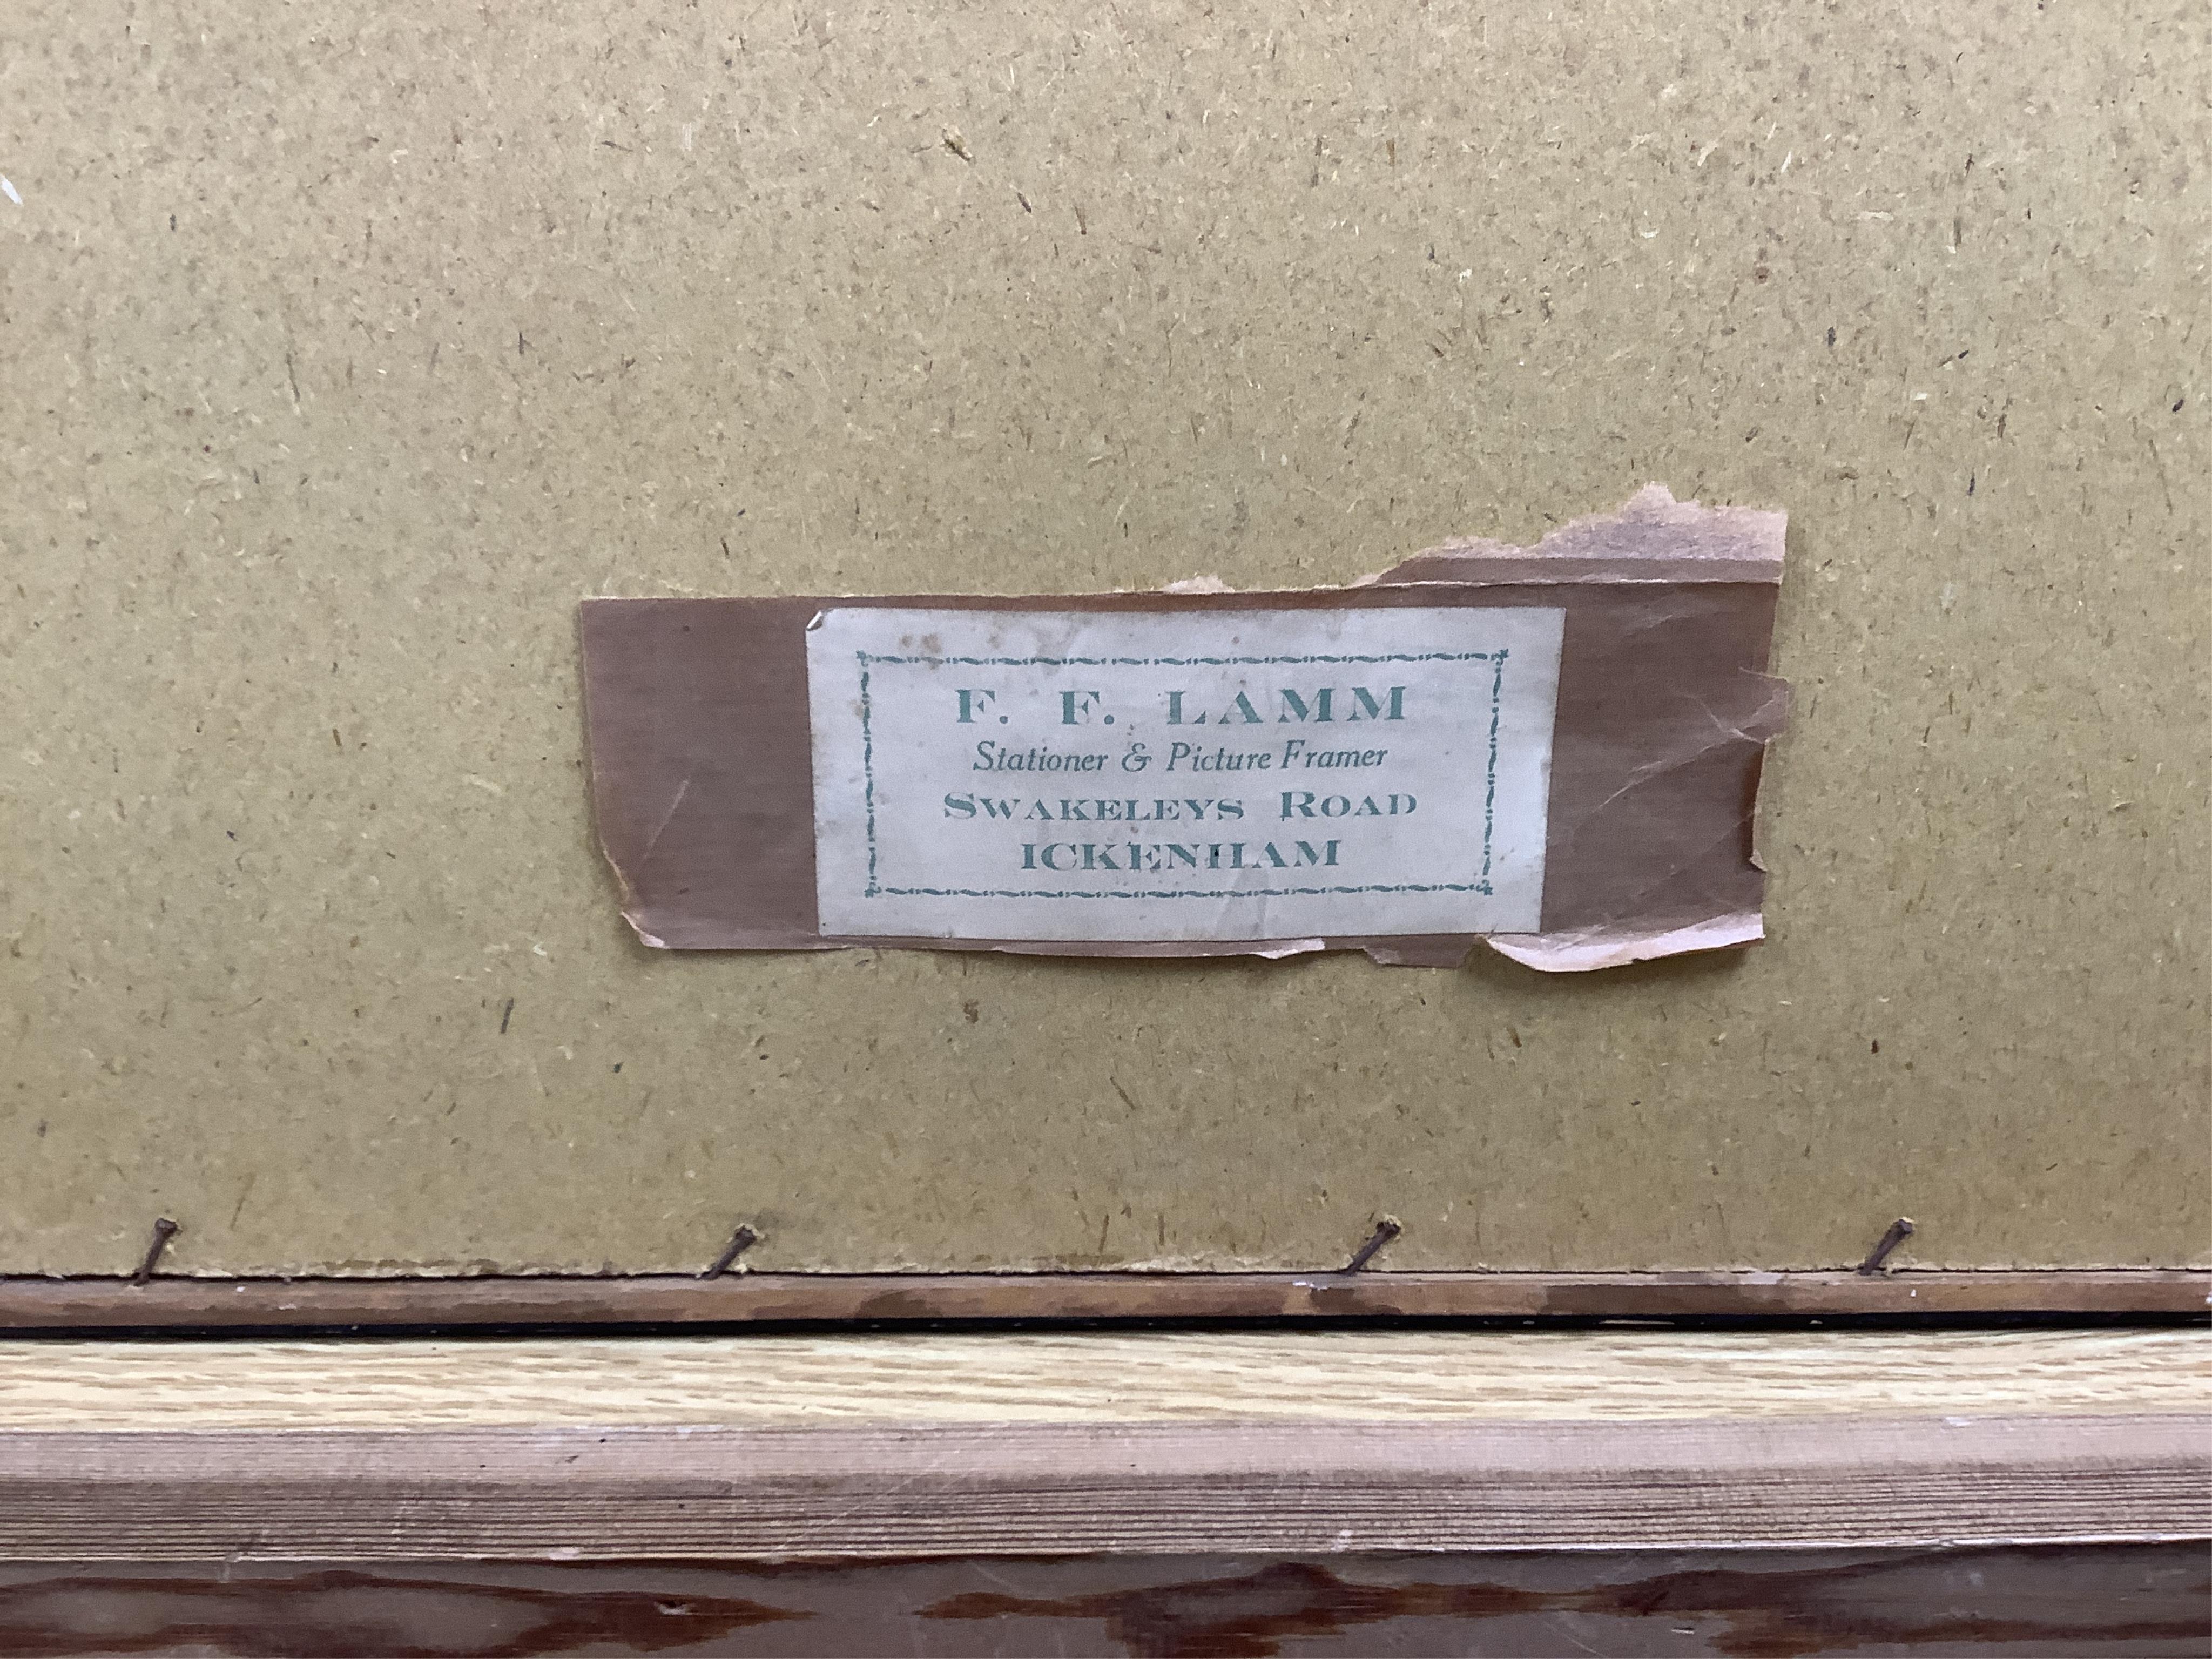 F. F. LAMM
Stationer & Picture Framer
SWAKELEYS ROAD
ICKENHAM